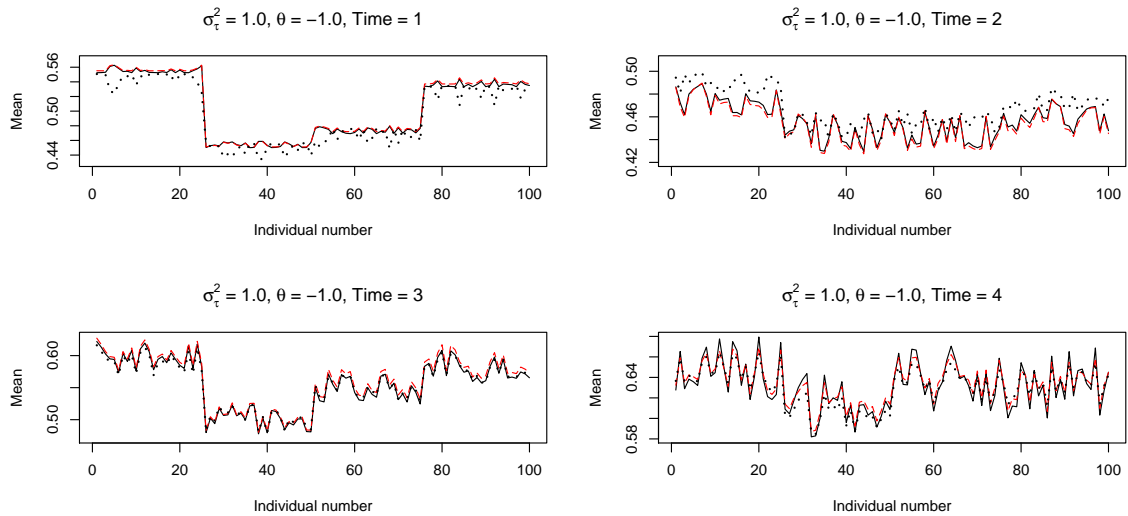 σ²_τ = 1.0, θ = −1.0, Time = 1
Mean
0.44 0.50 0.56
0 20 40 60 80 100
Individual number
σ²_τ = 1.0, θ = −1.0, Time = 2
Mean
0.42 0.46 0.50
0 20 40 60 80 100
Individual number
σ²_τ = 1.0, θ = −1.0, Time = 3
Mean
0.50 0.60
0 20 40 60 80 100
Individual number
σ²_τ = 1.0, θ = −1.0, Time = 4
Mean
0.58 0.64
0 20 40 60 80 100
Individual number